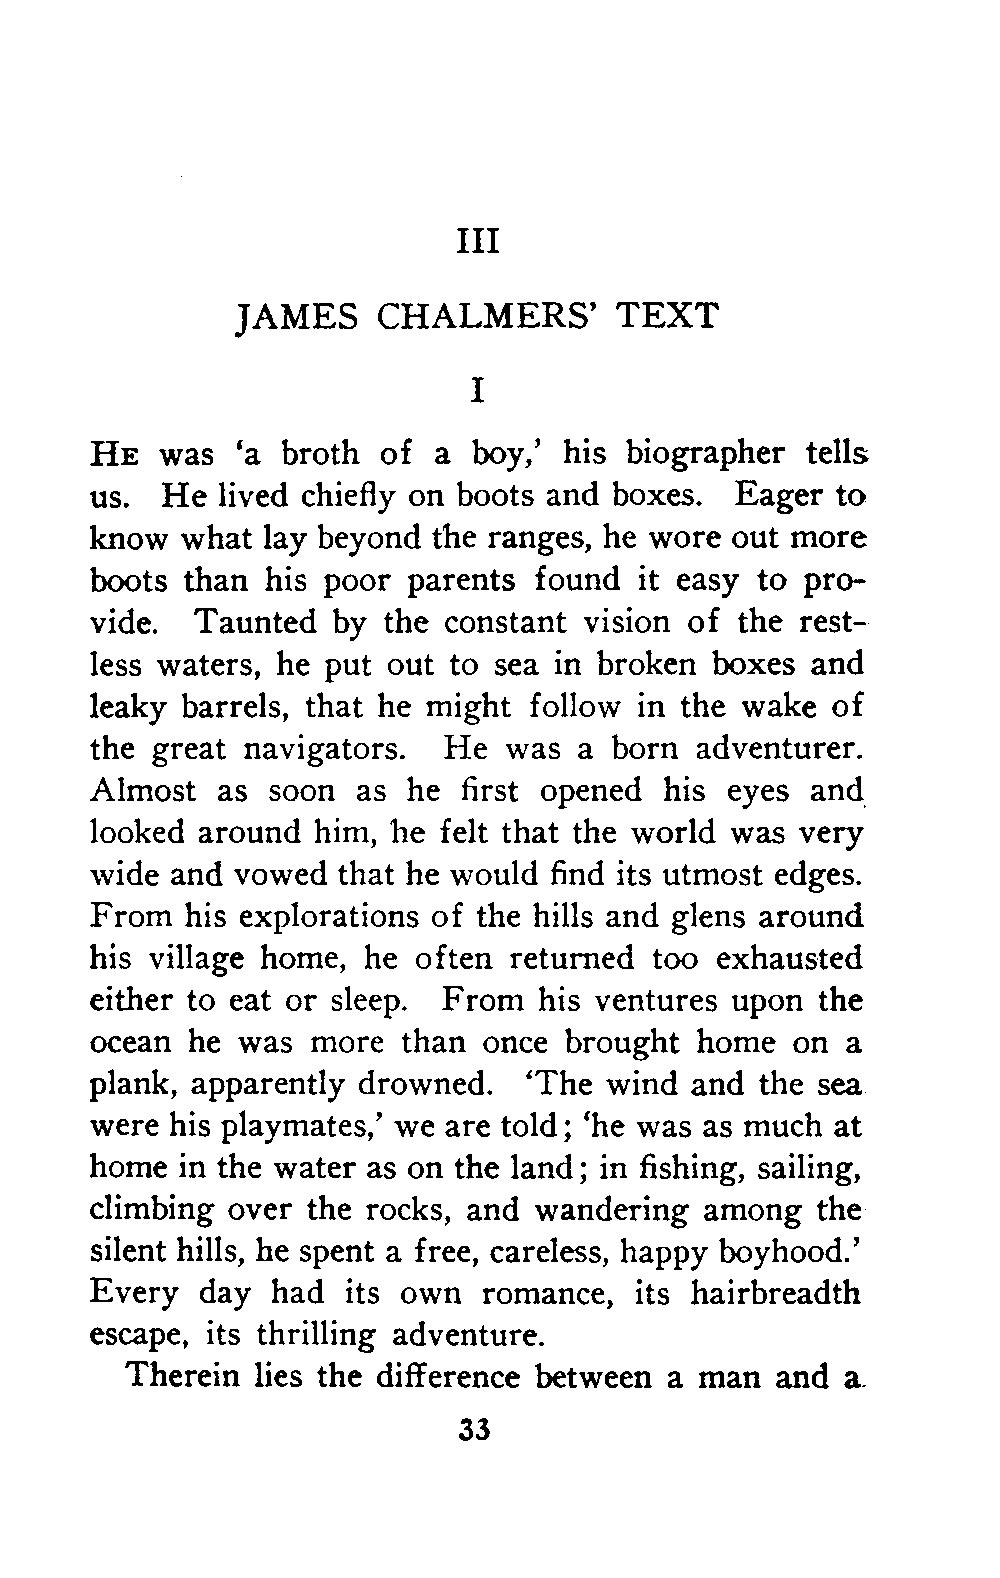 III
JAMES CHALMERS' TEXT
I
HE was 'a broth of a boy,' his biographer tells
us. He lived chiefly on boots and boxes. Eager to
know what lay beyond the ranges, he wore out more
boots than his poor parents found it easy to pro-
vide. Taunted by the constant vision of the rest-
less waters, he put out to sea in broken boxes and
leaky barrels, that he might follow in the wake of
the great navigators. He was a born adventurer.
Almost as soon as he first opened his eyes and
looked around him, he felt that the world was very
wide and vowed that he would find its utmost edges.
From his explorations of the hills and glens around
his village home, he often returned too exhausted
either to eat or sleep. From his ventures upon the
ocean he was more than once brought home on a
plank, apparently drowned. 'The wind and the sea
were his playmates,' we are told; 'he was as much at
home in the water as on the land; in fishing, sailing,
climbing over the rocks, and wandering among the
silent hills, he spent a free, careless, happy boyhood.'
Every day had its own romance, its hairbreadth
escape, its thrilling adventure.
Therein lies the difference between a man and a
33